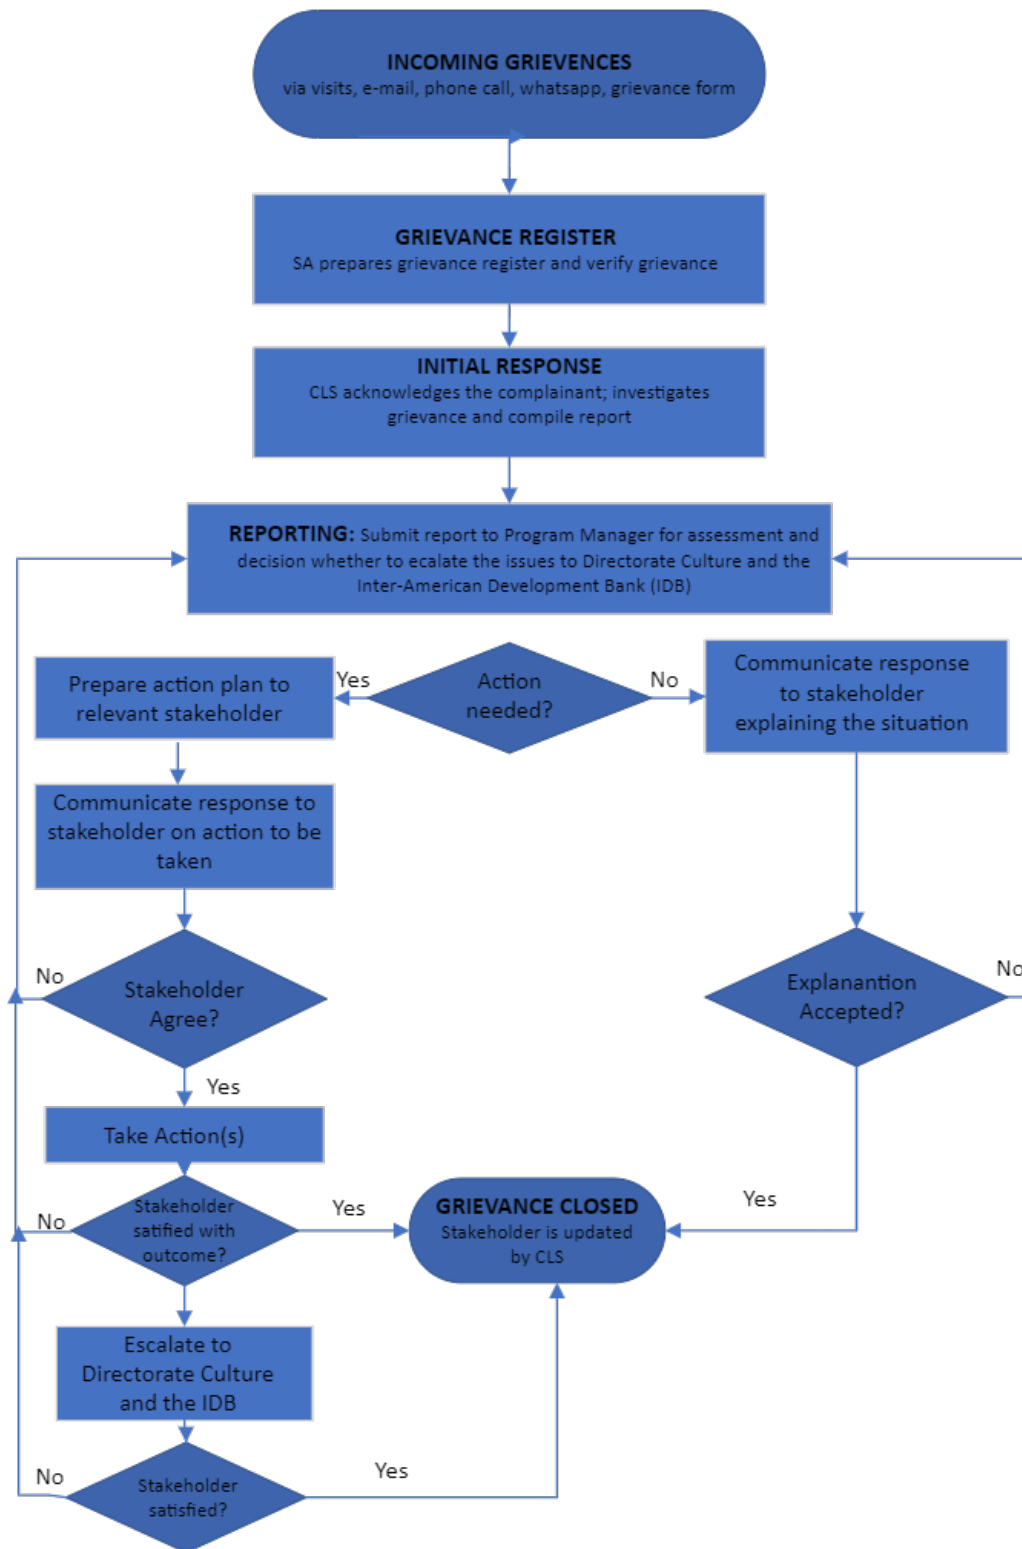 INCOMING GRIEVENCES
via visits, e-mail, phone call, whatsapp, grievance form
GRIEVANCE REGISTER
SA prepares grievance register and verify grievance
INITIAL RESPONSE
CLS acknowledges the complainant; investigates
grievance and compile report
REPORTING: Submit report to Program Manager for assessment and
decision whether to ecalate the issues to Directorate Culture and the
Inter-American Development Bank (IDB)
Prepare action plan to
relevant stakeholder
Yes
Action
needed?
No
Communicate response
to stakeholder
explaining the situation
Communicate response to
stakeholder on action to be
taken
No
Stakeholder
Agree?
Explanantion
Accepted?
No
Yes
Take Action(s)
No
Stakeholder
satified with
outcome?
Yes
GRIEVANCE CLOSED
Stakeholder is updated
by CLS
Yes
Escalate to
Directorate Culture
and the IDB
No
Stakeholder
satisfied?
Yes